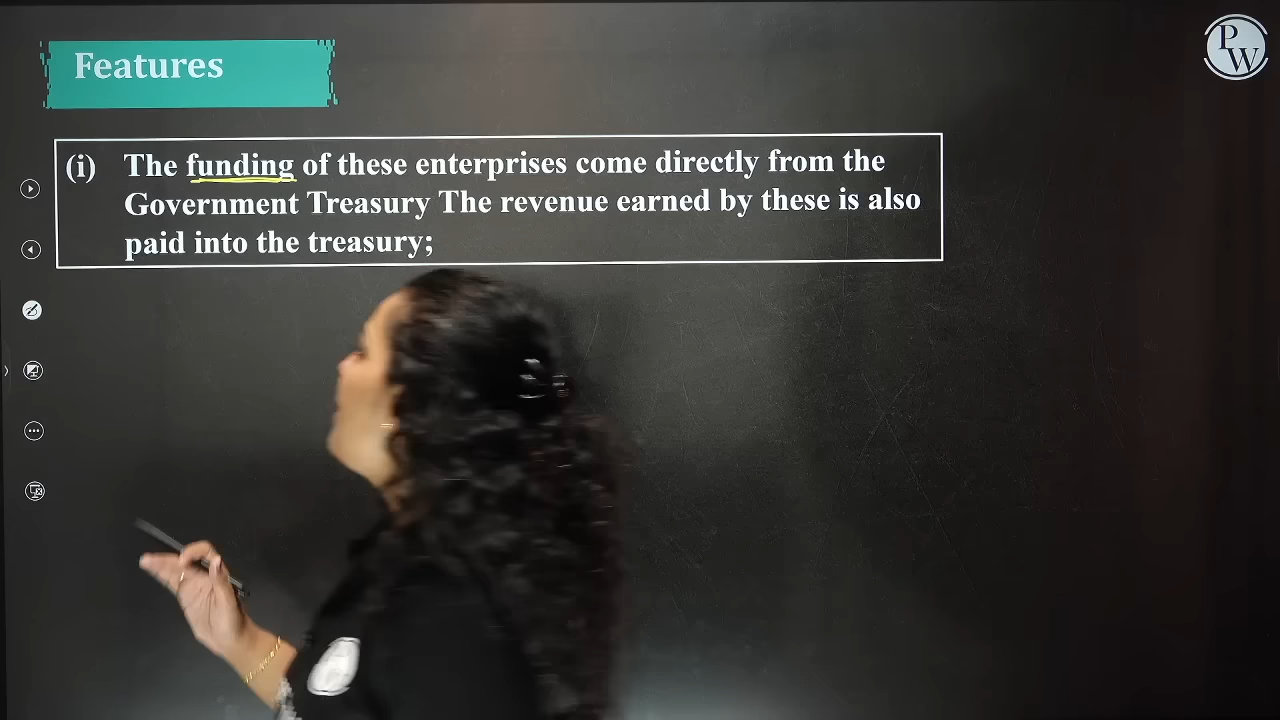 Features
PW
(i) The funding of these enterprises come directly from the
Government Treasury The revenue earned by these is also
paid into the treasury;